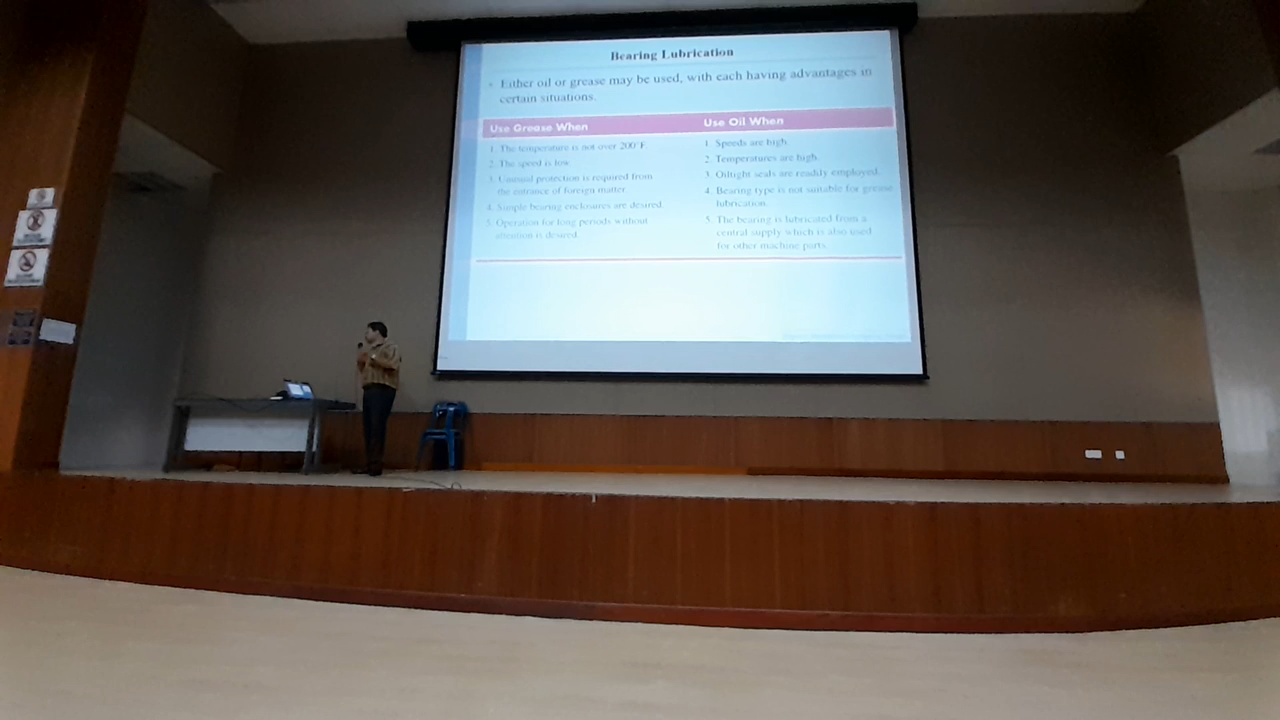 Bearing Lubrication
Either oil or grease may be used, with each having advantages in
certain situations.
Use Grease When
1. The temperature is not over 200°F.
2. The speed is low.
3. Unusual protection is required from
the entrance of foreign matter.
4. Simple bearing enclosures are desired.
5. Operation for long periods without
attention is desired.
Use Oil When
1. Speeds are high.
2. Temperatures are high.
3. Oiltight seals are readily employed.
4. Bearing type is not suitable for grease
lubrication.
5. The bearing is lubricated from a
central supply which is also used
for other machine parts.